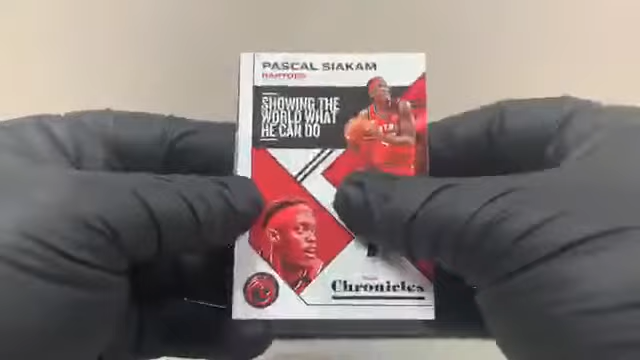 PASCAL SIAKAM
RAPTORS
SHOWING THE
WORLD WHAT
HE CAN DO
Chronicles